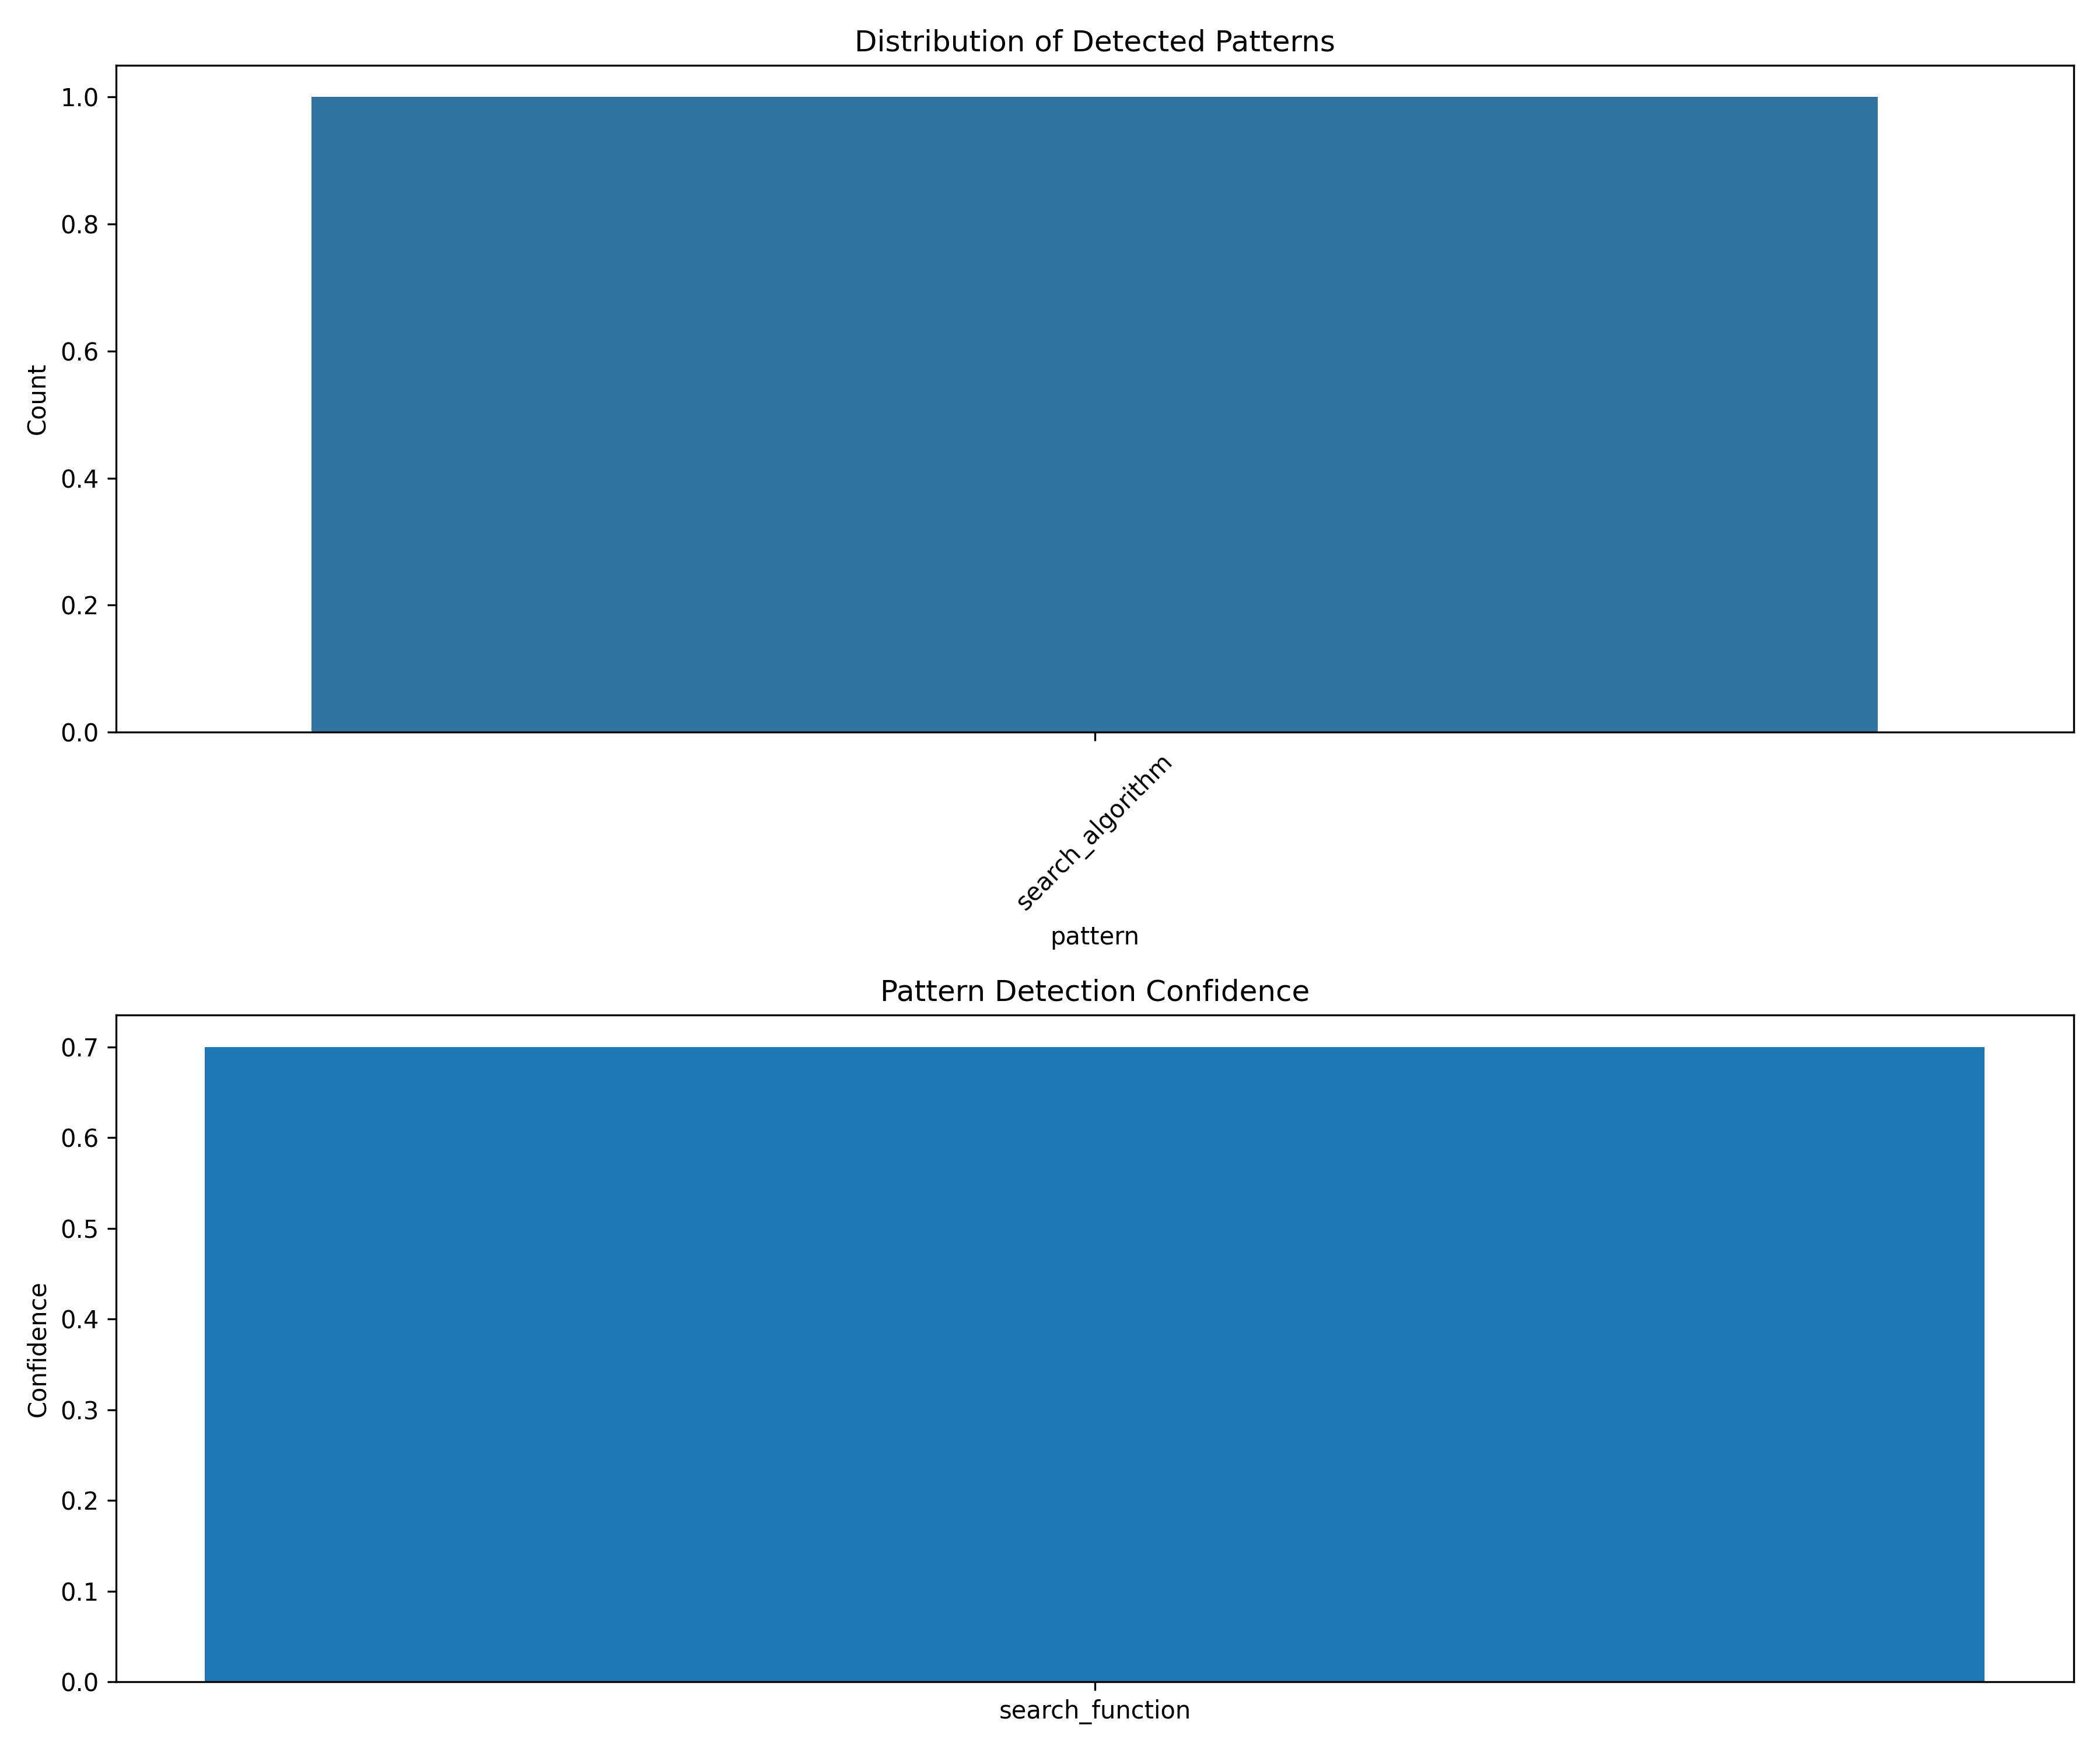 Distribution of Detected Patterns
1.0
0.8
0.6
0.4
0.2
0.0
Count
search_algorithm
pattern
Pattern Detection Confidence
0.7
0.6
0.5
0.4
0.3
0.2
0.1
0.0
Confidence
search_function